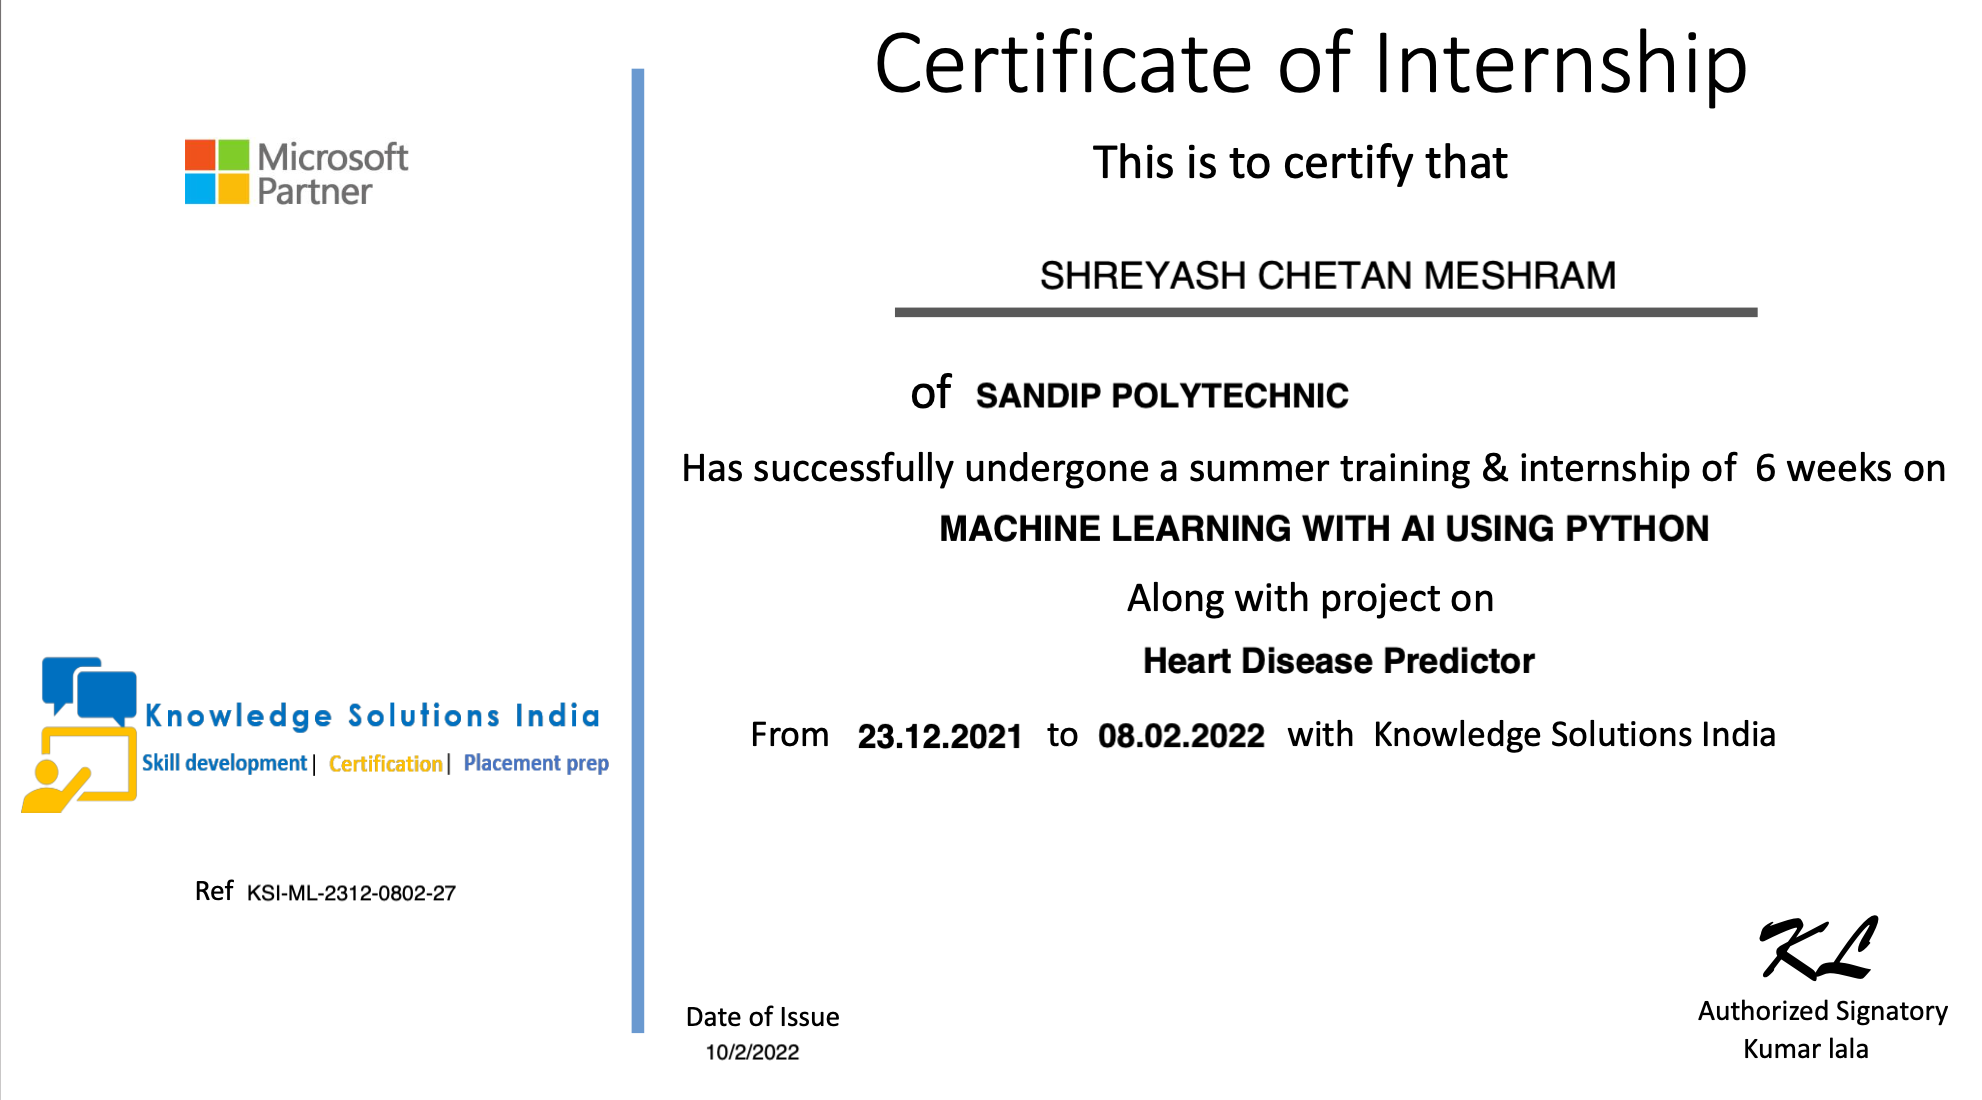 Microsoft
Partner
Knowledge Solutions India
Skill development| Certification| Placement prep
Ref KSI-ML-2312-0802-27
Certificate of Internship
This is to certify that
SHREYASH CHETAN MESHRAM
of SANDIP POLYTECHNIC
Has successfully undergone a summer training & internship of 6 weeks on
MACHINE LEARNING WITH AI USING PYTHON
Along with project on
Heart Disease Predictor
From 23.12.2021 to 08.02.2022 with Knowledge Solutions India
Date of Issue
10/2/2022
KL
Authorized Signatory
Kumar lala